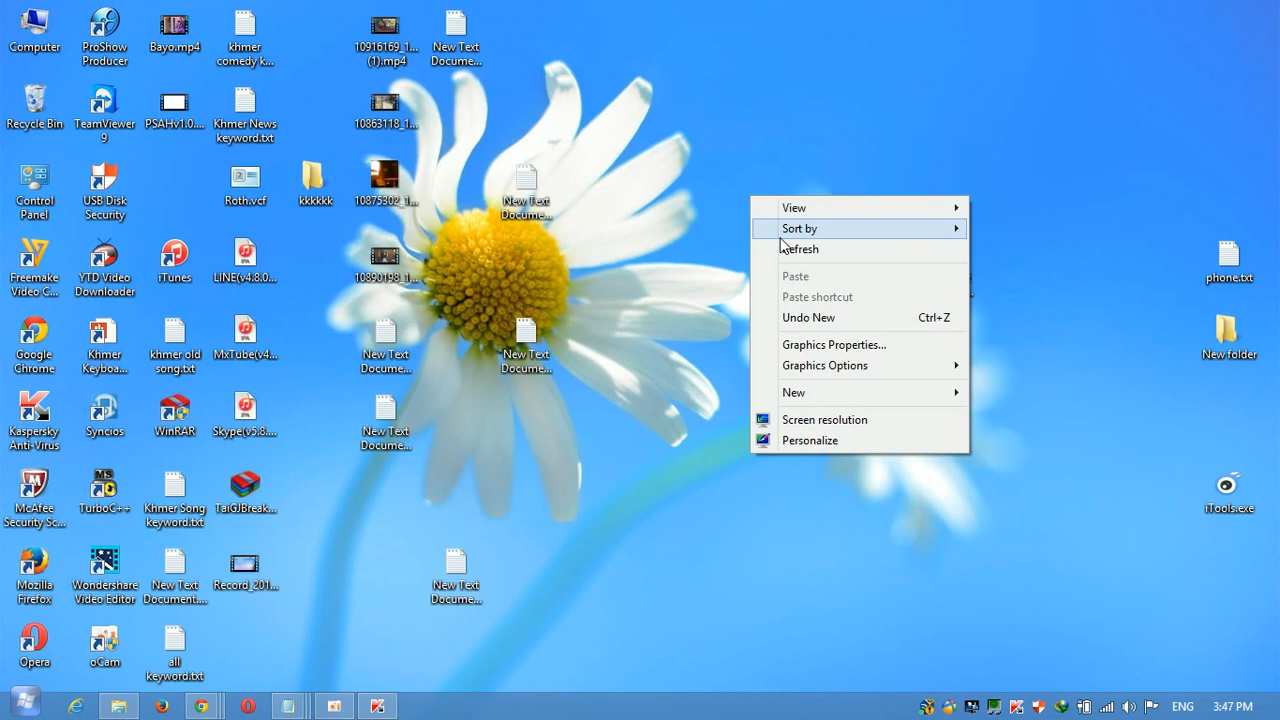 Computer
ProShow
Producer
Bayo.mp4
khmer
comedy k...
10916169_1...
(1).mp4
New Text
Docume...
Recycle Bin
TeamViewer
9
PSAHv1.0....
Khmer News
keyword.txt
10863118_1...
Control
Panel
USB Disk
Security
Roth.vcf
kkkkkk
10875302_1...
New Text
Docume...
Freemake
Video C...
YTD Video
Downloader
iTunes
LINE(v4.8.0...
10890198_1...
Google
Chrome
Khmer
Keyboa...
khmer old
song.txt
MxTube(v4...
New Text
Docume...
New Text
Docume...
Kaspersky
Anti-Virus
Syncios
WinRAR
Skype(v5.8....
New Text
Docume...
McAfee
Security Sc...
MS
TurboC++
Khmer Song
keyword.txt
TaiGJBreak...
Mozilla
Firefox
Wondershare
Video Editor
New Text
Document....
Record_201...
New Text
Docume...
Opera
oCam
all
keyword.txt
View
Sort by
Refresh
Paste
Paste shortcut
Undo New Ctrl+Z
Graphics Properties...
Graphics Options
New
Screen resolution
Personalize
phone.txt
New folder
iTools.exe
ENG 3:47 PM